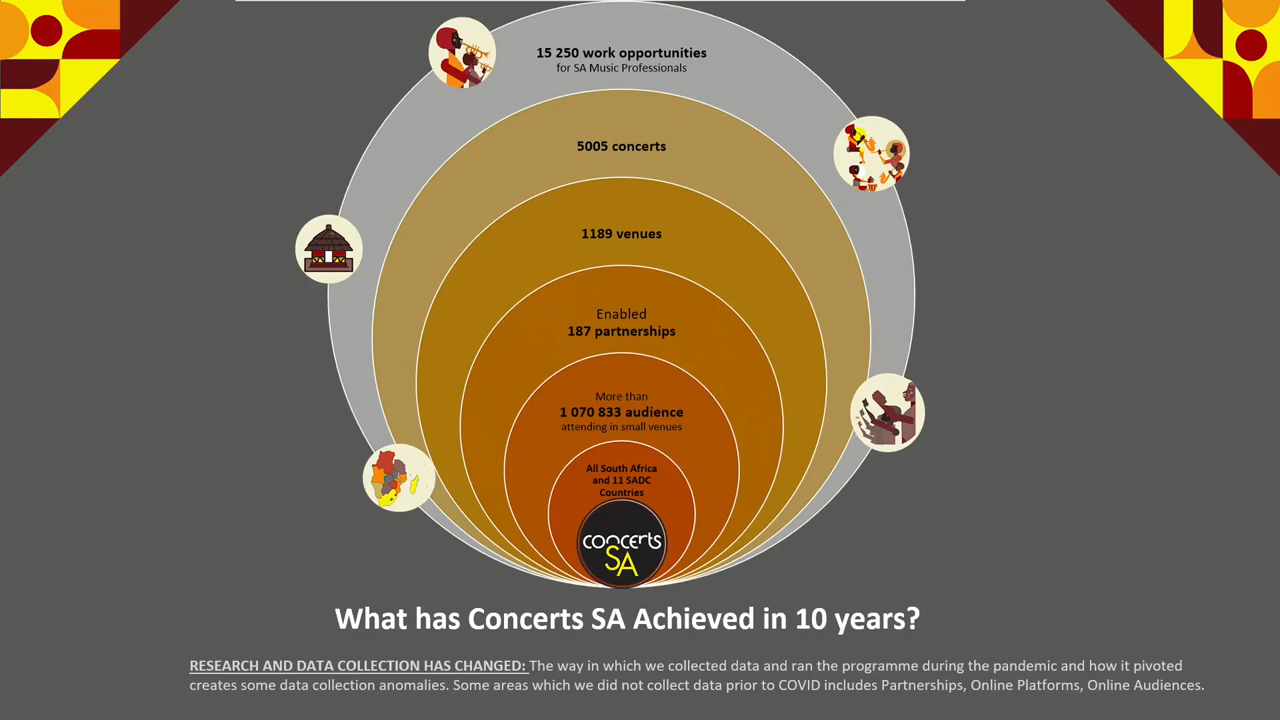 15 250 work opportunities
for SA Music Professionals
5005 concerts
1189 venues
Enabled
187 partnerships
More than
1 070 833 audience
attending in small venues
All South Africa
and 11 SADC
Countries
concerts
SA
What has Concerts SA Achieved in 10 years?
RESEARCH AND DATA COLLECTION HAS CHANGED: The way in which we collected data and ran the programme during the pandemic and how it pivoted
creates some data collection anomalies. Some areas which we did not collect data prior to COVID includes Partnerships, Online Platforms, Online Audiences.